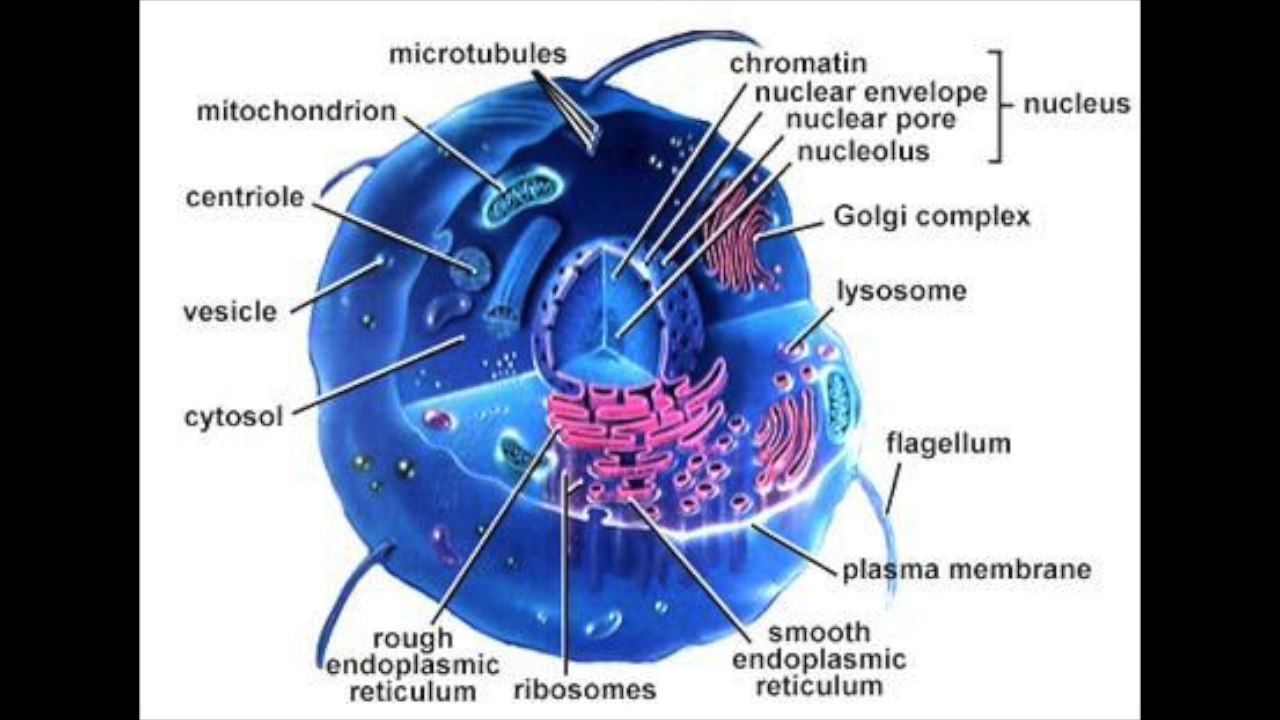 microtubules
mitochondrion
centriole
vesicle
cytosol
chromatin
nuclear envelope
nuclear pore
nucleolus
nucleus
Golgi complex
lysosome
flagellum
plasma membrane
rough
endoplasmic
reticulum
ribosomes
smooth
endoplasmic
reticulum